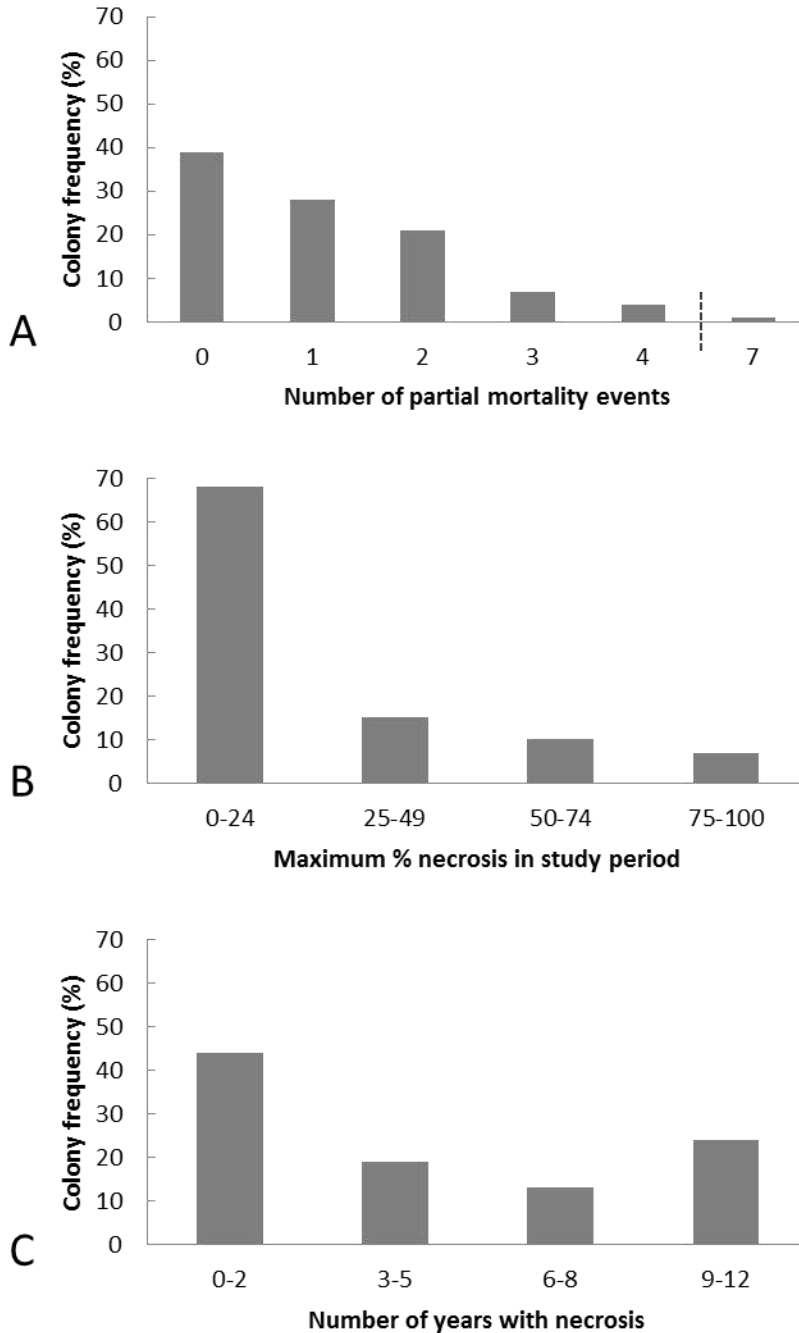 70
60
50
40
30
20
10
0
Colony frequency (%)
A
0 1 2 3 4 7
Number of partial mortality events
70
60
50
40
30
20
10
0
Colony frequency (%)
B
0-24 25-49 50-74 75-100
Maximum % necrosis in study period
70
60
50
40
30
20
10
0
Colony frequency (%)
C
0-2 3-5 6-8 9-12
Number of years with necrosis